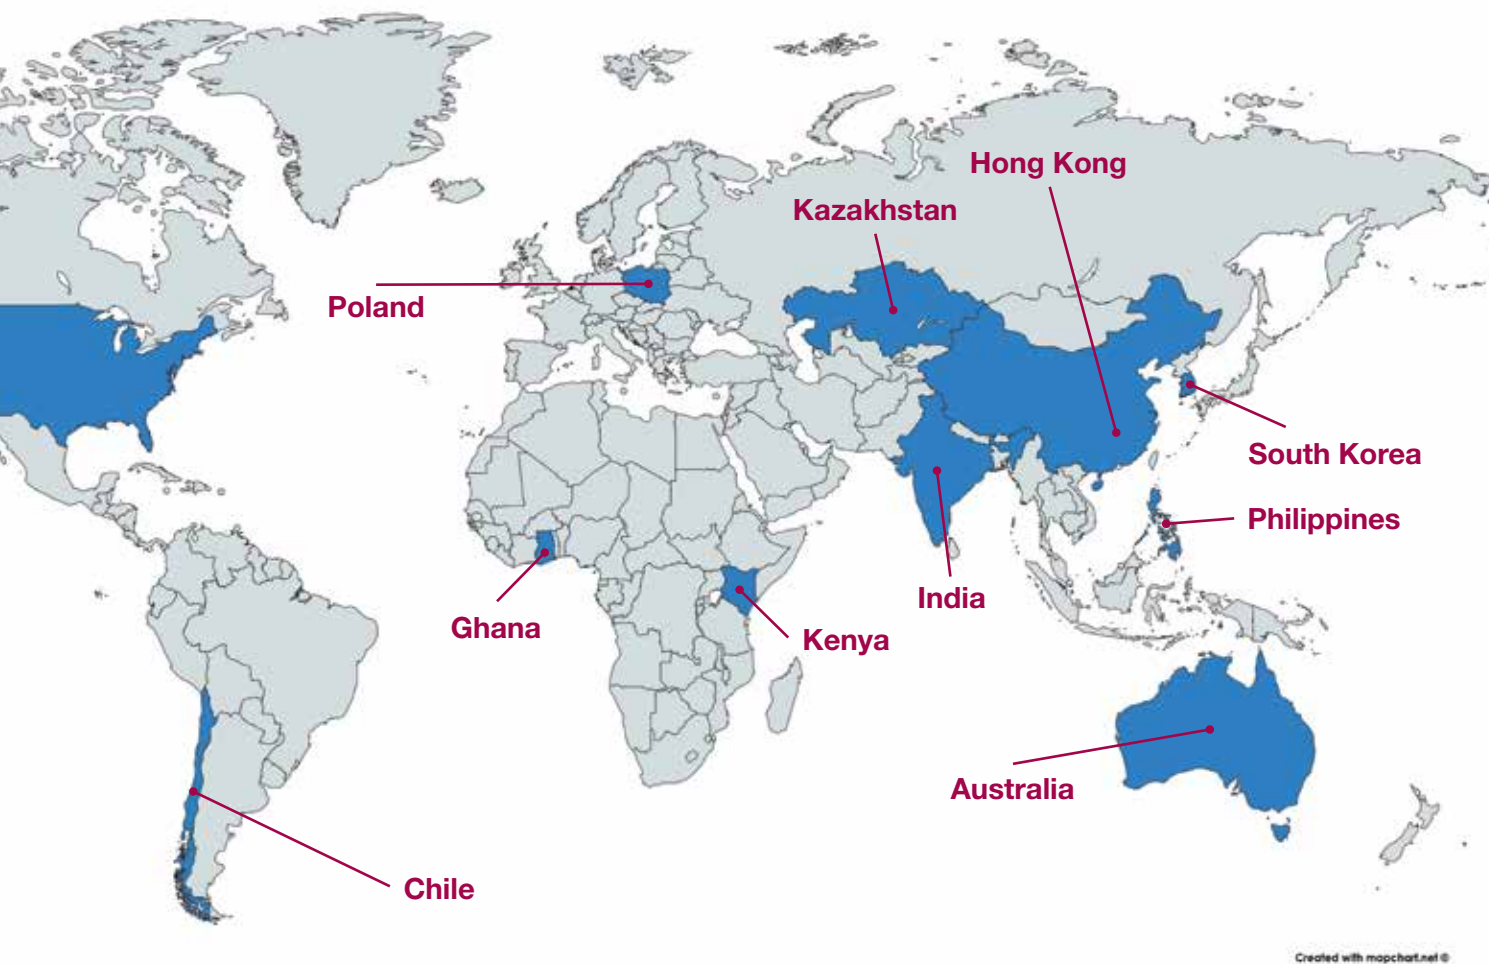 Hong Kong
Kazakhstan
Poland
South Korea
Philippines
India
Ghana
Kenya
Australia
Chile
Created with mapchart.net ©